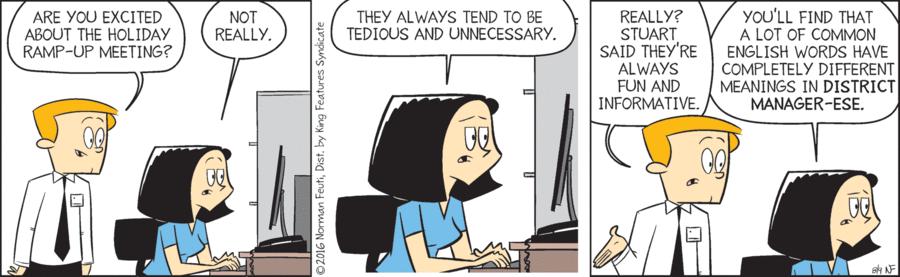 ARE YOU EXCITED
ABOUT THE HOLIDAY
RAMP-UP MEETING?
NOT
REALLY.
©2016 Norman Feuti, Dist. by King Features Syndicate
THEY ALWAYS TEND TO BE
TEDIOUS AND UNNECESSARY.
REALLY?
STUART
SAID THEY'RE
ALWAYS
FUN AND
INFORMATIVE.
YOU'LL FIND THAT
A LOT OF COMMON
ENGLISH WORDS HAVE
COMPLETELY DIFFERENT
MEANINGS IN DISTRICT
MANAGER-ESE.
NF